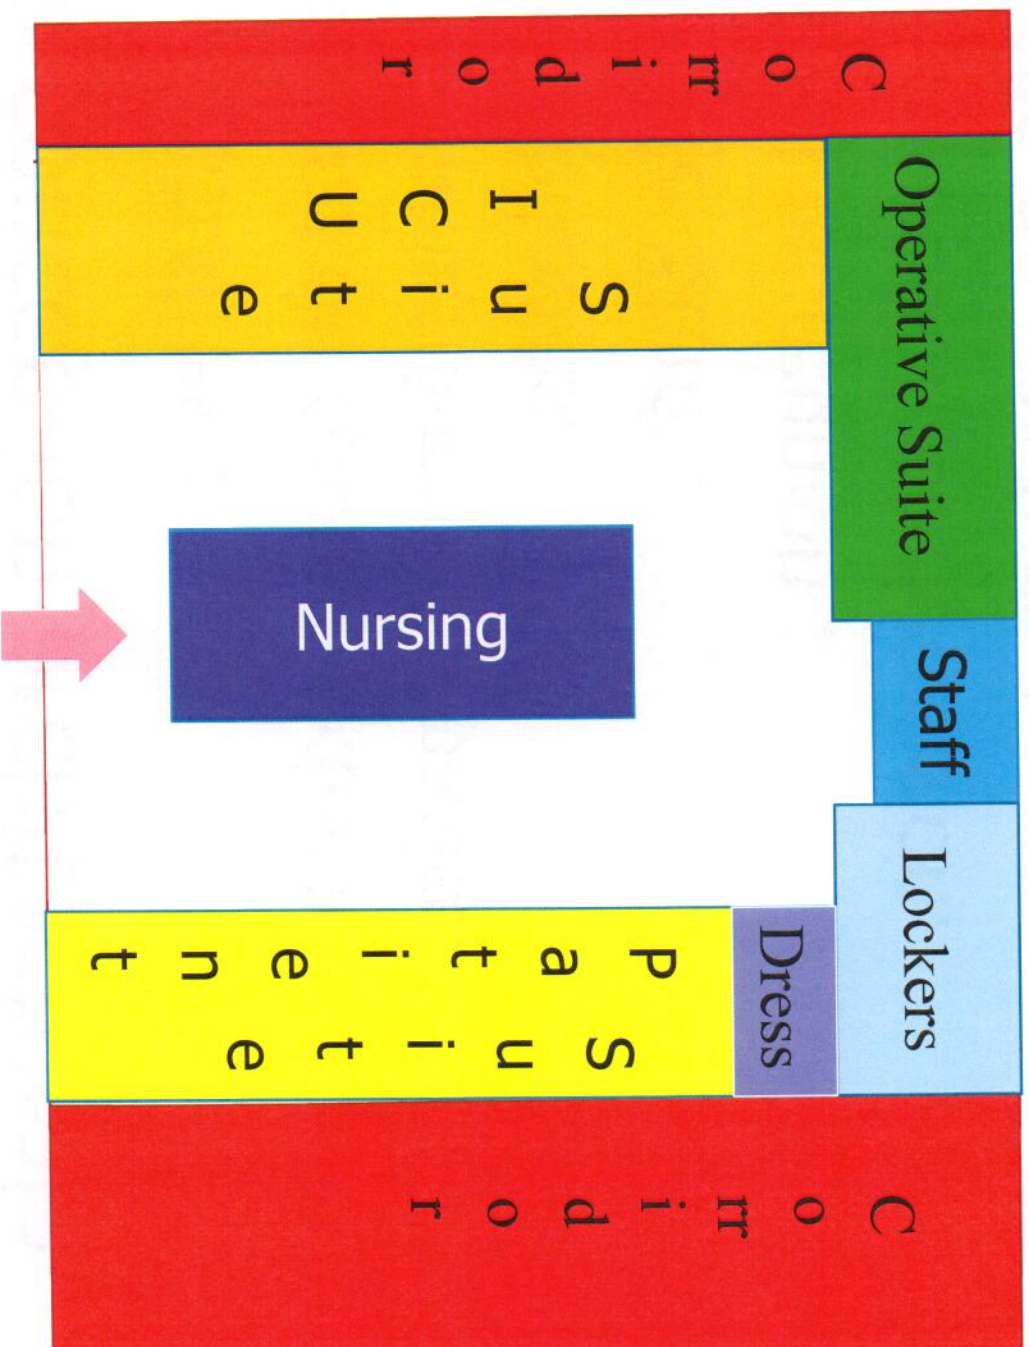 Corridor
Operative Suite
Staff
Lockers
Dress
ICU
Suite
Nursing
Patient
Suite
Corridor